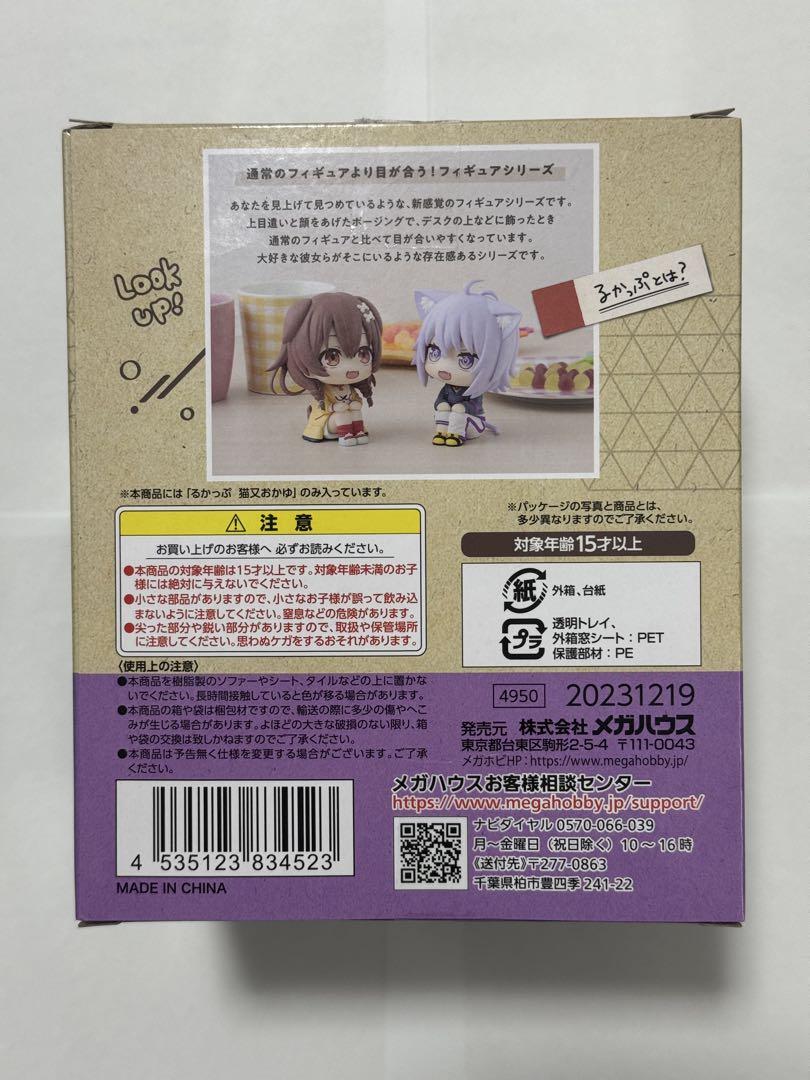 通常のフィギュアより目が合う！フィギュアシリーズ
あなたを見上げて見つめているような、新感覚のフィギュアシリーズです。
上目遣いと顔をあげたポージングで、デスクの上などに飾ったとき
通常のフィギュアと比べて目が合いやすくなっています。
大好きな彼女らがそこにいるような存在感あるシリーズです。
Look
UP!
るかっぷとは?
※本商品には「るかっぷ 猫又おかゆ」のみ入っています。
※パッケージの写真と商品とは、
多少異なりますのでご了承ください。
注意
お買い上げのお客様へ 必ずお読みください。
●本商品の対象年齢は15才以上です。対象年齢未満のお子
様には絶対に与えないでください。
●小さな部品がありますので、小さなお子様が誤って飲み込
まないように注意してください。窒息などの危険があります。
●尖った部分や鋭い部分がありますので、取扱や保管場所
に注意してください。思わぬケガをするおそれがあります。
対象年齢15才以上
紙
外箱、台紙
プラ
透明トレイ、
外箱窓シート：PET
保護部材：PE
〈使用上の注意〉
●本商品を樹脂製のソファーやシート、タイルなどの上に置かな
いでください。長時間接触していると色が移る場合があります。
●本商品の箱や袋は梱包材ですので、輸送の際に多少の傷やへこ
みが生じる場合があります。よほどの大きな破損のない限り、箱
や袋の交換は致しかねますのでご了承ください。
●本商品は予告無く仕様を変更する場合がございます。ご了承
ください。
4950 20231219
発売元 株式会社 メガハウス
東京都台東区駒形2-5-4 〒111-0043
メガホビHP：https://www.megahobby.jp/
メガハウスお客様相談センター
https://www.megahobby.jp/support/
ナビダイヤル 0570-066-039
月～金曜日（祝日除く）10～16時
《送付先》〒277-0863
千葉県柏市豊四季241-22
4 535123 834523
MADE IN CHINA